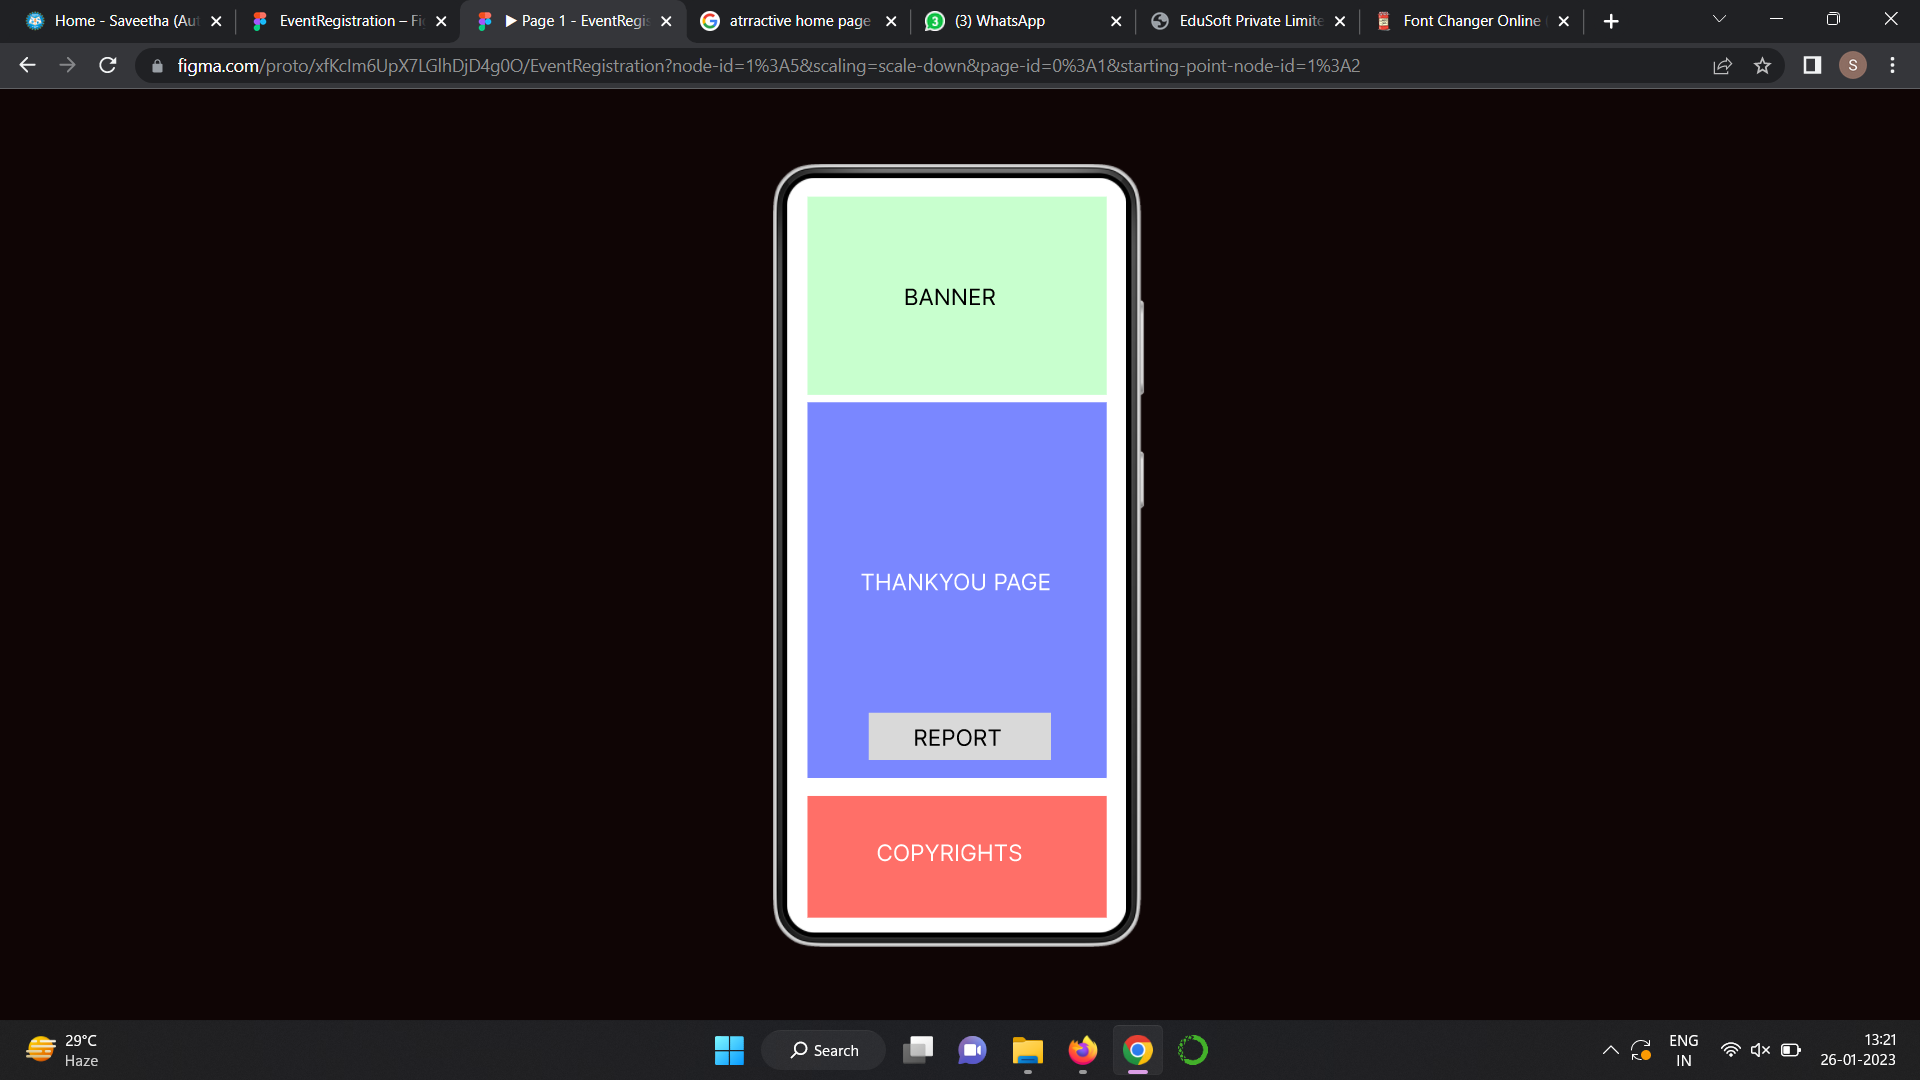 Home - Saveetha (Aut
EventRegistration – Fi
Page 1 - EventRegis
atrractive home page
(3) WhatsApp
EduSoft Private Limite
Font Changer Online
figma.com/proto/xfKcIm6UpX7LGlhDjD4g0O/EventRegistration?node-id=1%3A5&scaling=scale-down&page-id=0%3A1&starting-point-node-id=1%3A2
S
BANNER
THANKYOU PAGE
REPORT
COPYRIGHTS
29°C
Haze
Search
ENG
IN
13:21
26-01-2023